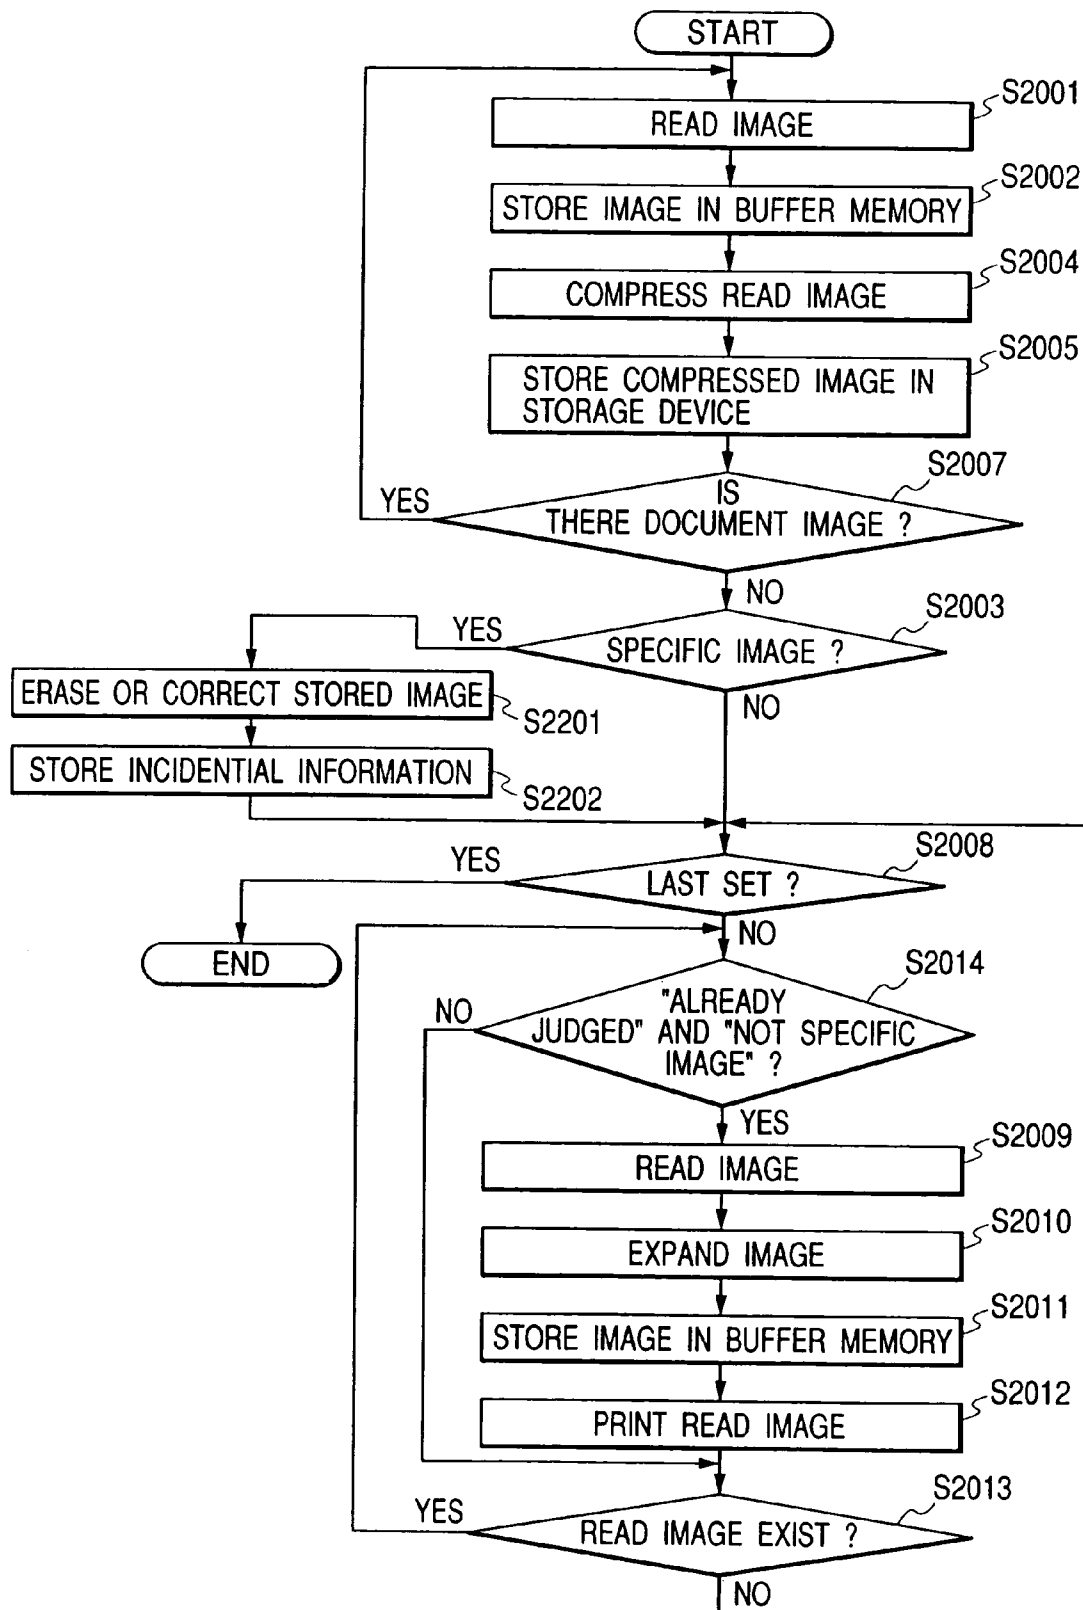 START
S2001
READ IMAGE
S2002
STORE IMAGE IN BUFFER MEMORY
S2004
COMPRESS READ IMAGE
S2005
STORE COMPRESSED IMAGE IN
STORAGE DEVICE
S2007
IS
THERE DOCUMENT IMAGE ?
YES
NO
S2003
YES
SPECIFIC IMAGE ?
NO
ERASE OR CORRECT STORED IMAGE
S2201
STORE INCIDENTIAL INFORMATION
S2202
S2008
YES
LAST SET ?
NO
END
S2014
"ALREADY
JUDGED" AND "NOT SPECIFIC
IMAGE" ?
NO
YES
S2009
READ IMAGE
S2010
EXPAND IMAGE
S2011
STORE IMAGE IN BUFFER MEMORY
S2012
PRINT READ IMAGE
S2013
YES
READ IMAGE EXIST ?
NO